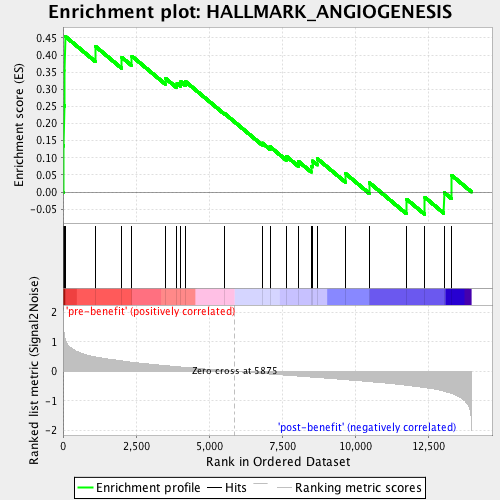 Enrichment plot: HALLMARK_ANGIOGENESIS
Enrichment score (ES)
0.45
0.40
0.35
0.30
0.25
0.20
0.15
0.10
0.05
0.00
-0.05
Ranked list metric (Signal2Noise)
'pre-benefit' (positively correlated)
2
1
0
-1
-2
Zero cross at 5875
'post-benefit' (negatively correlated)
0 2,500 5,000 7,500 10,000 12,500
Rank in Ordered Dataset
Enrichment profile Hits Ranking metric scores